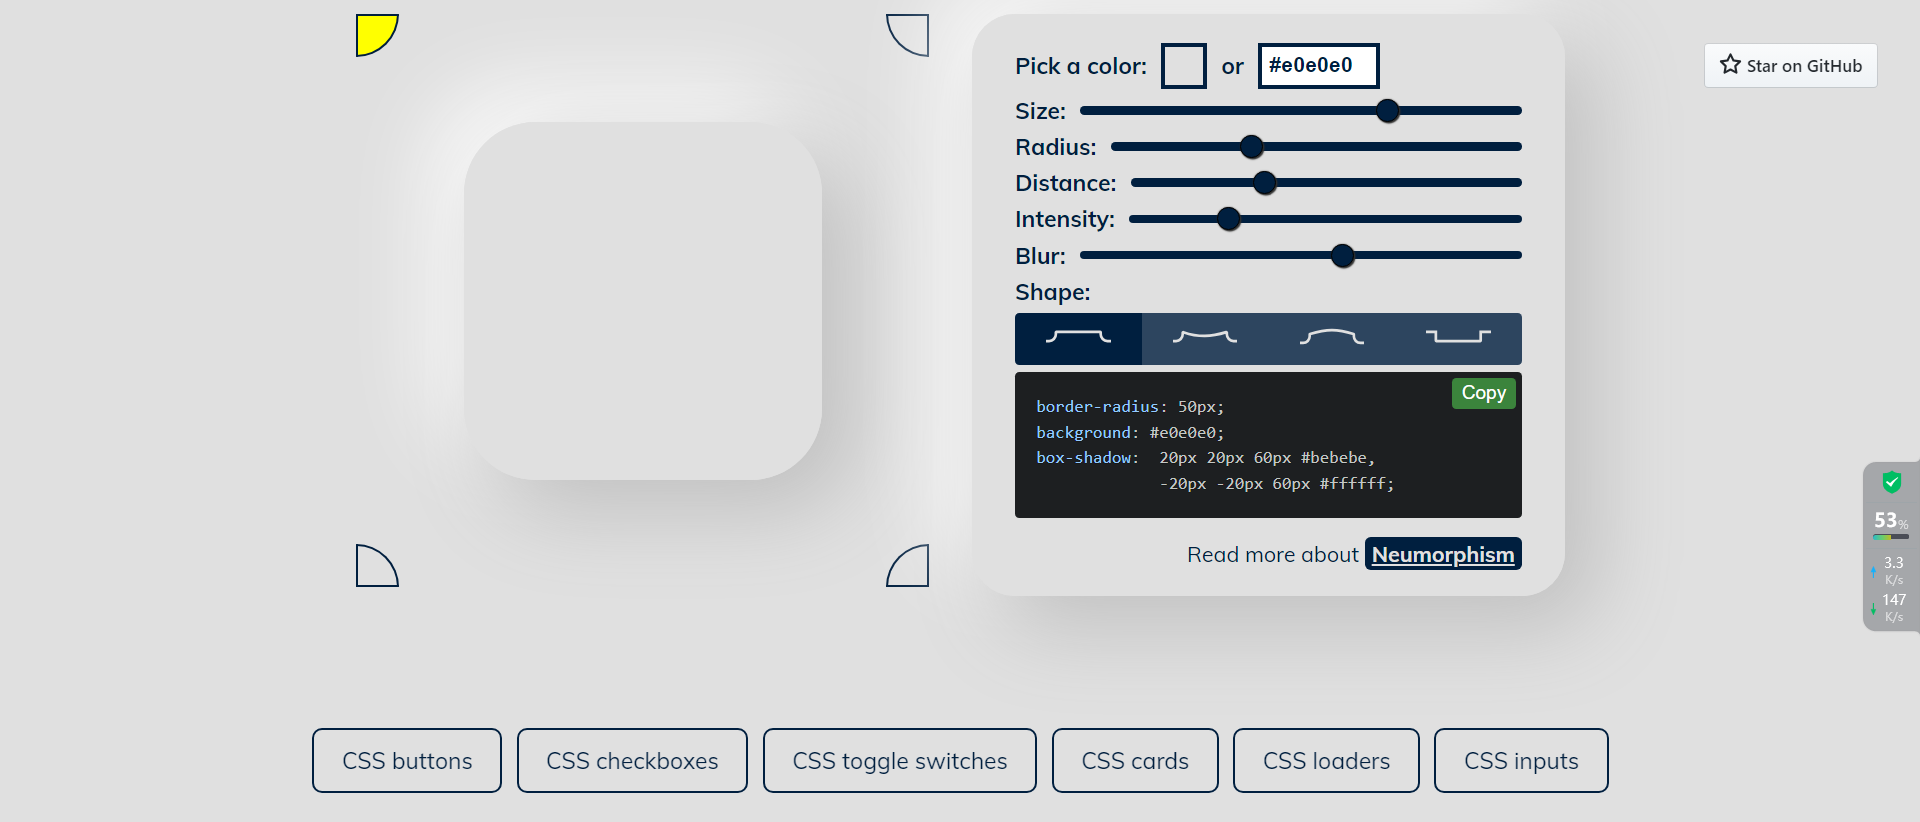 Pick a color: or #e0e0e0
Star on GitHub
Size:
Radius:
Distance:
Intensity:
Blur:
Shape:
Copy
border-radius: 50px;
background: #e0e0e0;
box-shadow:  20px 20px 60px #bebebe,
             -20px -20px 60px #ffffff;
53%
3.3
K/s
147
K/s
Read more about Neumorphism
CSS buttons CSS checkboxes CSS toggle switches CSS cards CSS loaders CSS inputs